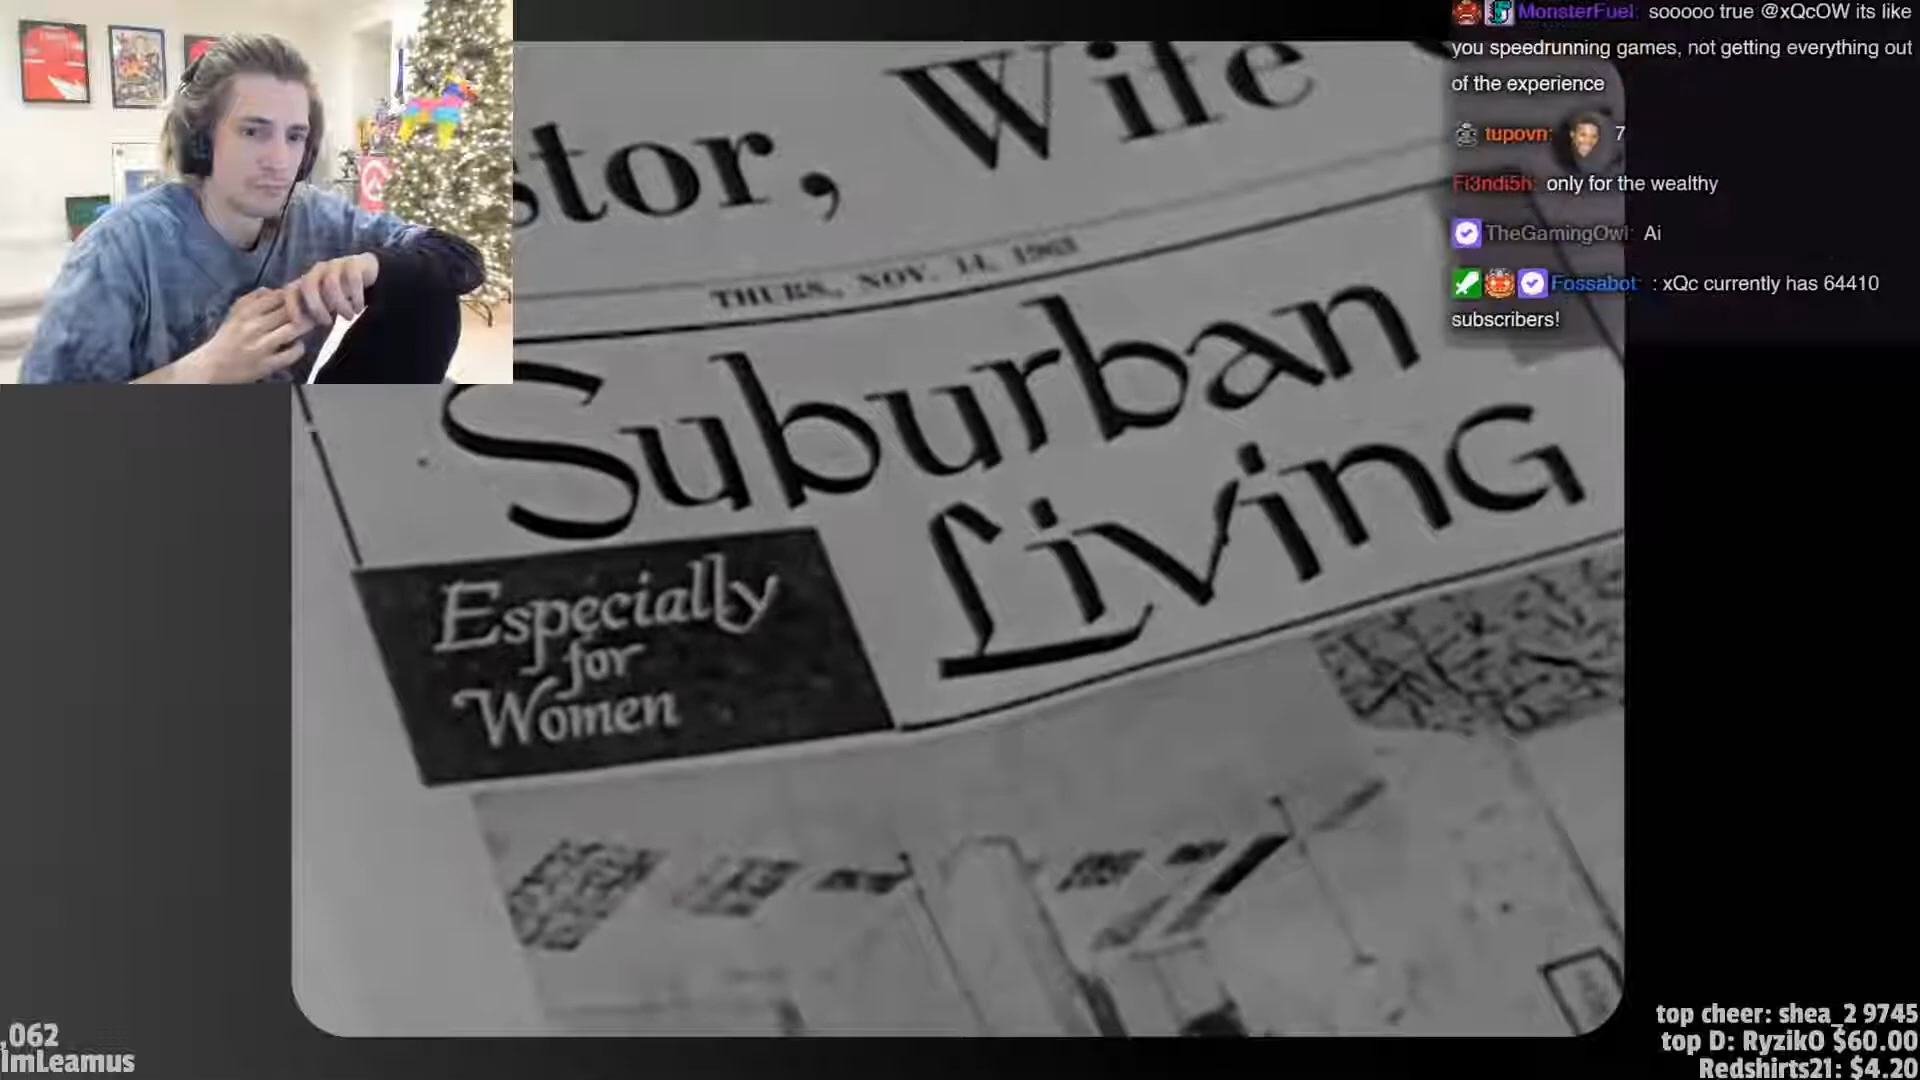 stor, Wife
THURS., NOV. 14, 1963
Suburban
Living
Especially
for
Women
MonsterFuel: sooooo true @xQcOW its like
you speedrunning games, not getting everything out
of the experience
tupovn: 7
Fi3ndi5h: only for the wealthy
TheGamingOwl: Ai
Fossabot : xQc currently has 64410
subscribers!
,062
ImLeamus
top cheer: shea_2 9745
top D: RyzikO $60.00
Redshirts21: $4.20